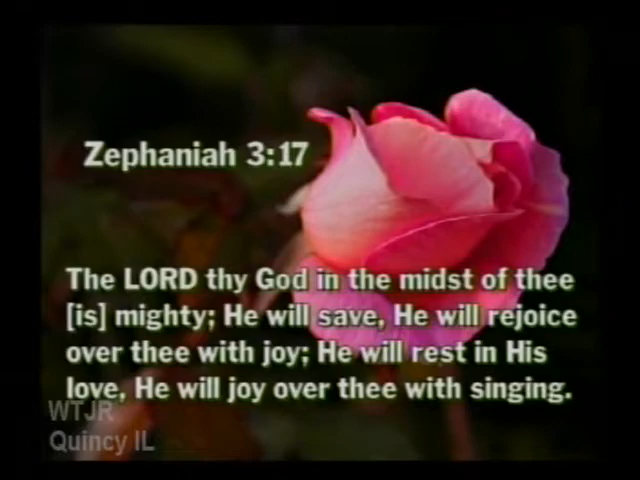 Zephaniah 3:17
The LORD thy God in the midst of thee
[is] mighty; He will save, He will rejoice
over thee with joy; He will rest in His
love, He will joy over thee with singing.
WTJR
Quincy IL